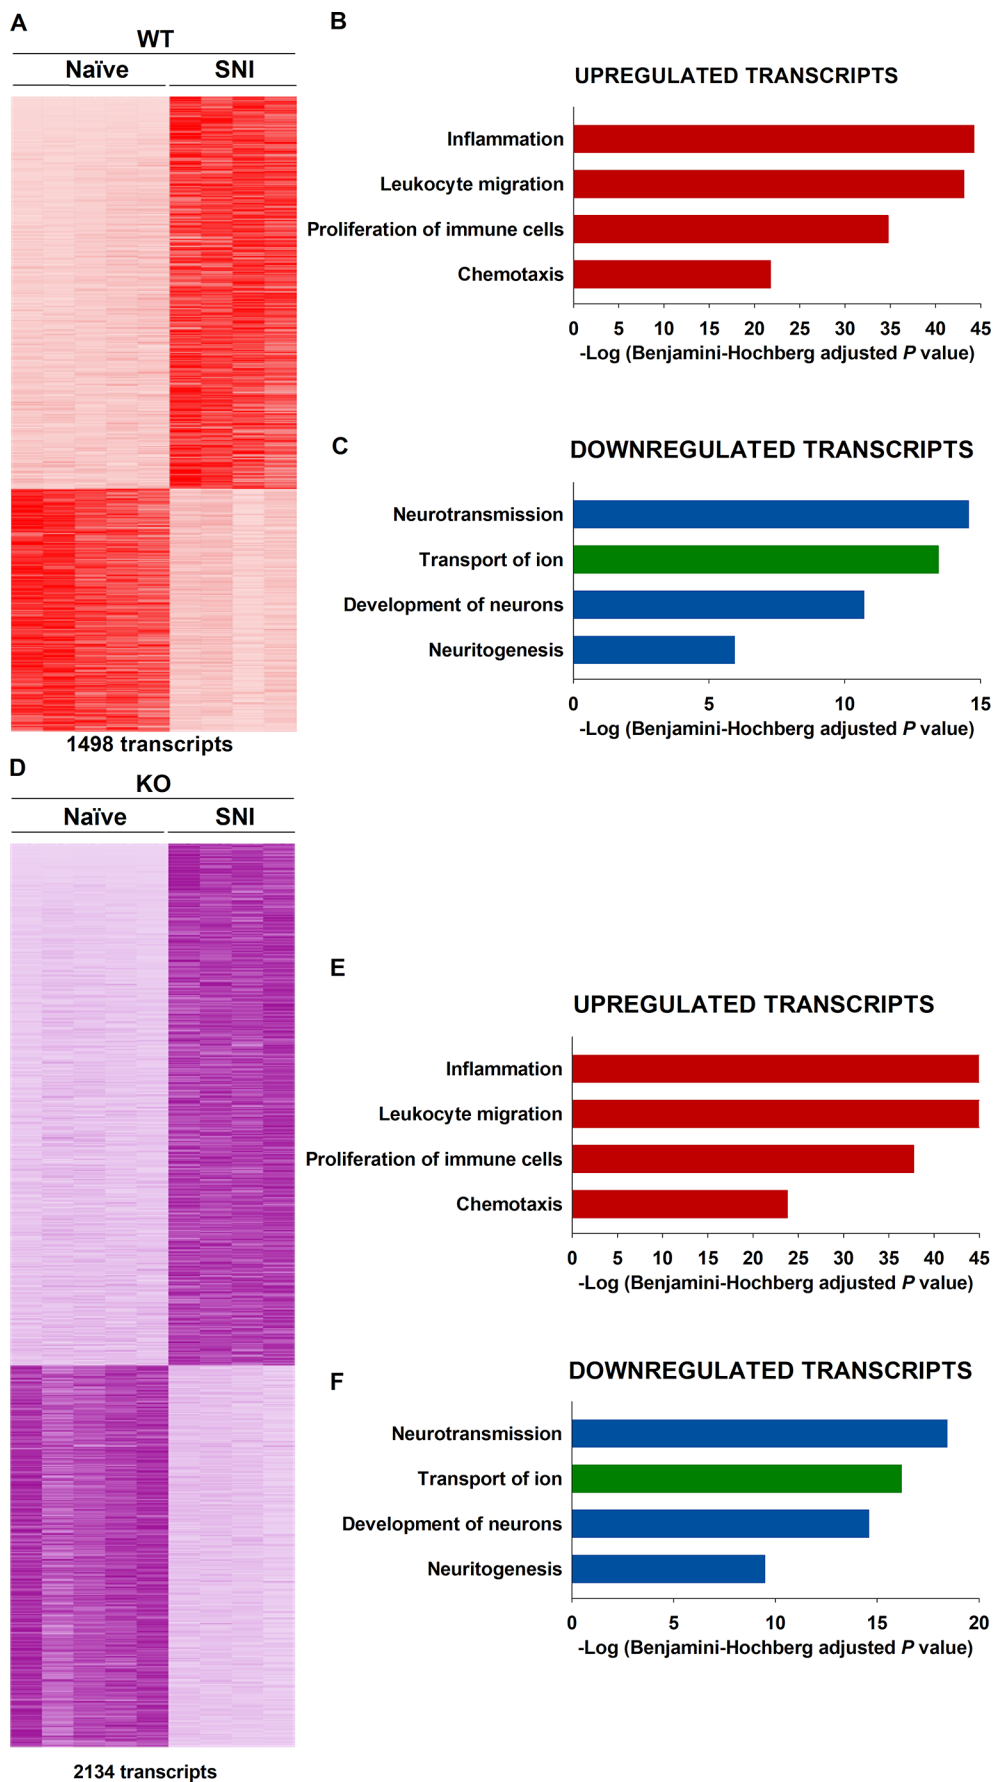 A
WT
Naïve SNI
1498 transcripts
B
UPREGULATED TRANSCRIPTS
Inflammation
Leukocyte migration
Proliferation of immune cells
Chemotaxis
0 5 10 15 20 25 30 35 40 45
-Log (Benjamini-Hochberg adjusted P value)
C
DOWNREGULATED TRANSCRIPTS
Neurotransmission
Transport of ion
Development of neurons
Neuritogenesis
0 5 10 15
-Log (Benjamini-Hochberg adjusted P value)
D
KO
Naïve SNI
2134 transcripts
E
UPREGULATED TRANSCRIPTS
Inflammation
Leukocyte migration
Proliferation of immune cells
Chemotaxis
0 5 10 15 20 25 30 35 40 45
-Log (Benjamini-Hochberg adjusted P value)
F
DOWNREGULATED TRANSCRIPTS
Neurotransmission
Transport of ion
Development of neurons
Neuritogenesis
0 5 10 15 20
-Log (Benjamini-Hochberg adjusted P value)